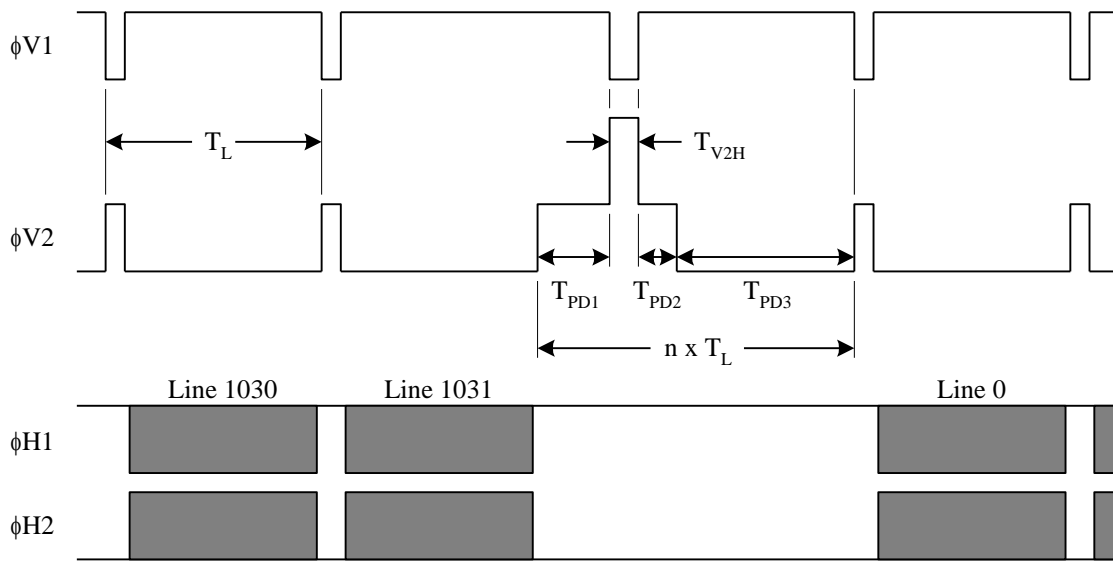 ϕV1
T_L
T_V2H
ϕV2
T_PD1 T_PD2 T_PD3
n x T_L
Line 1030 Line 1031 Line 0
ϕH1
ϕH2